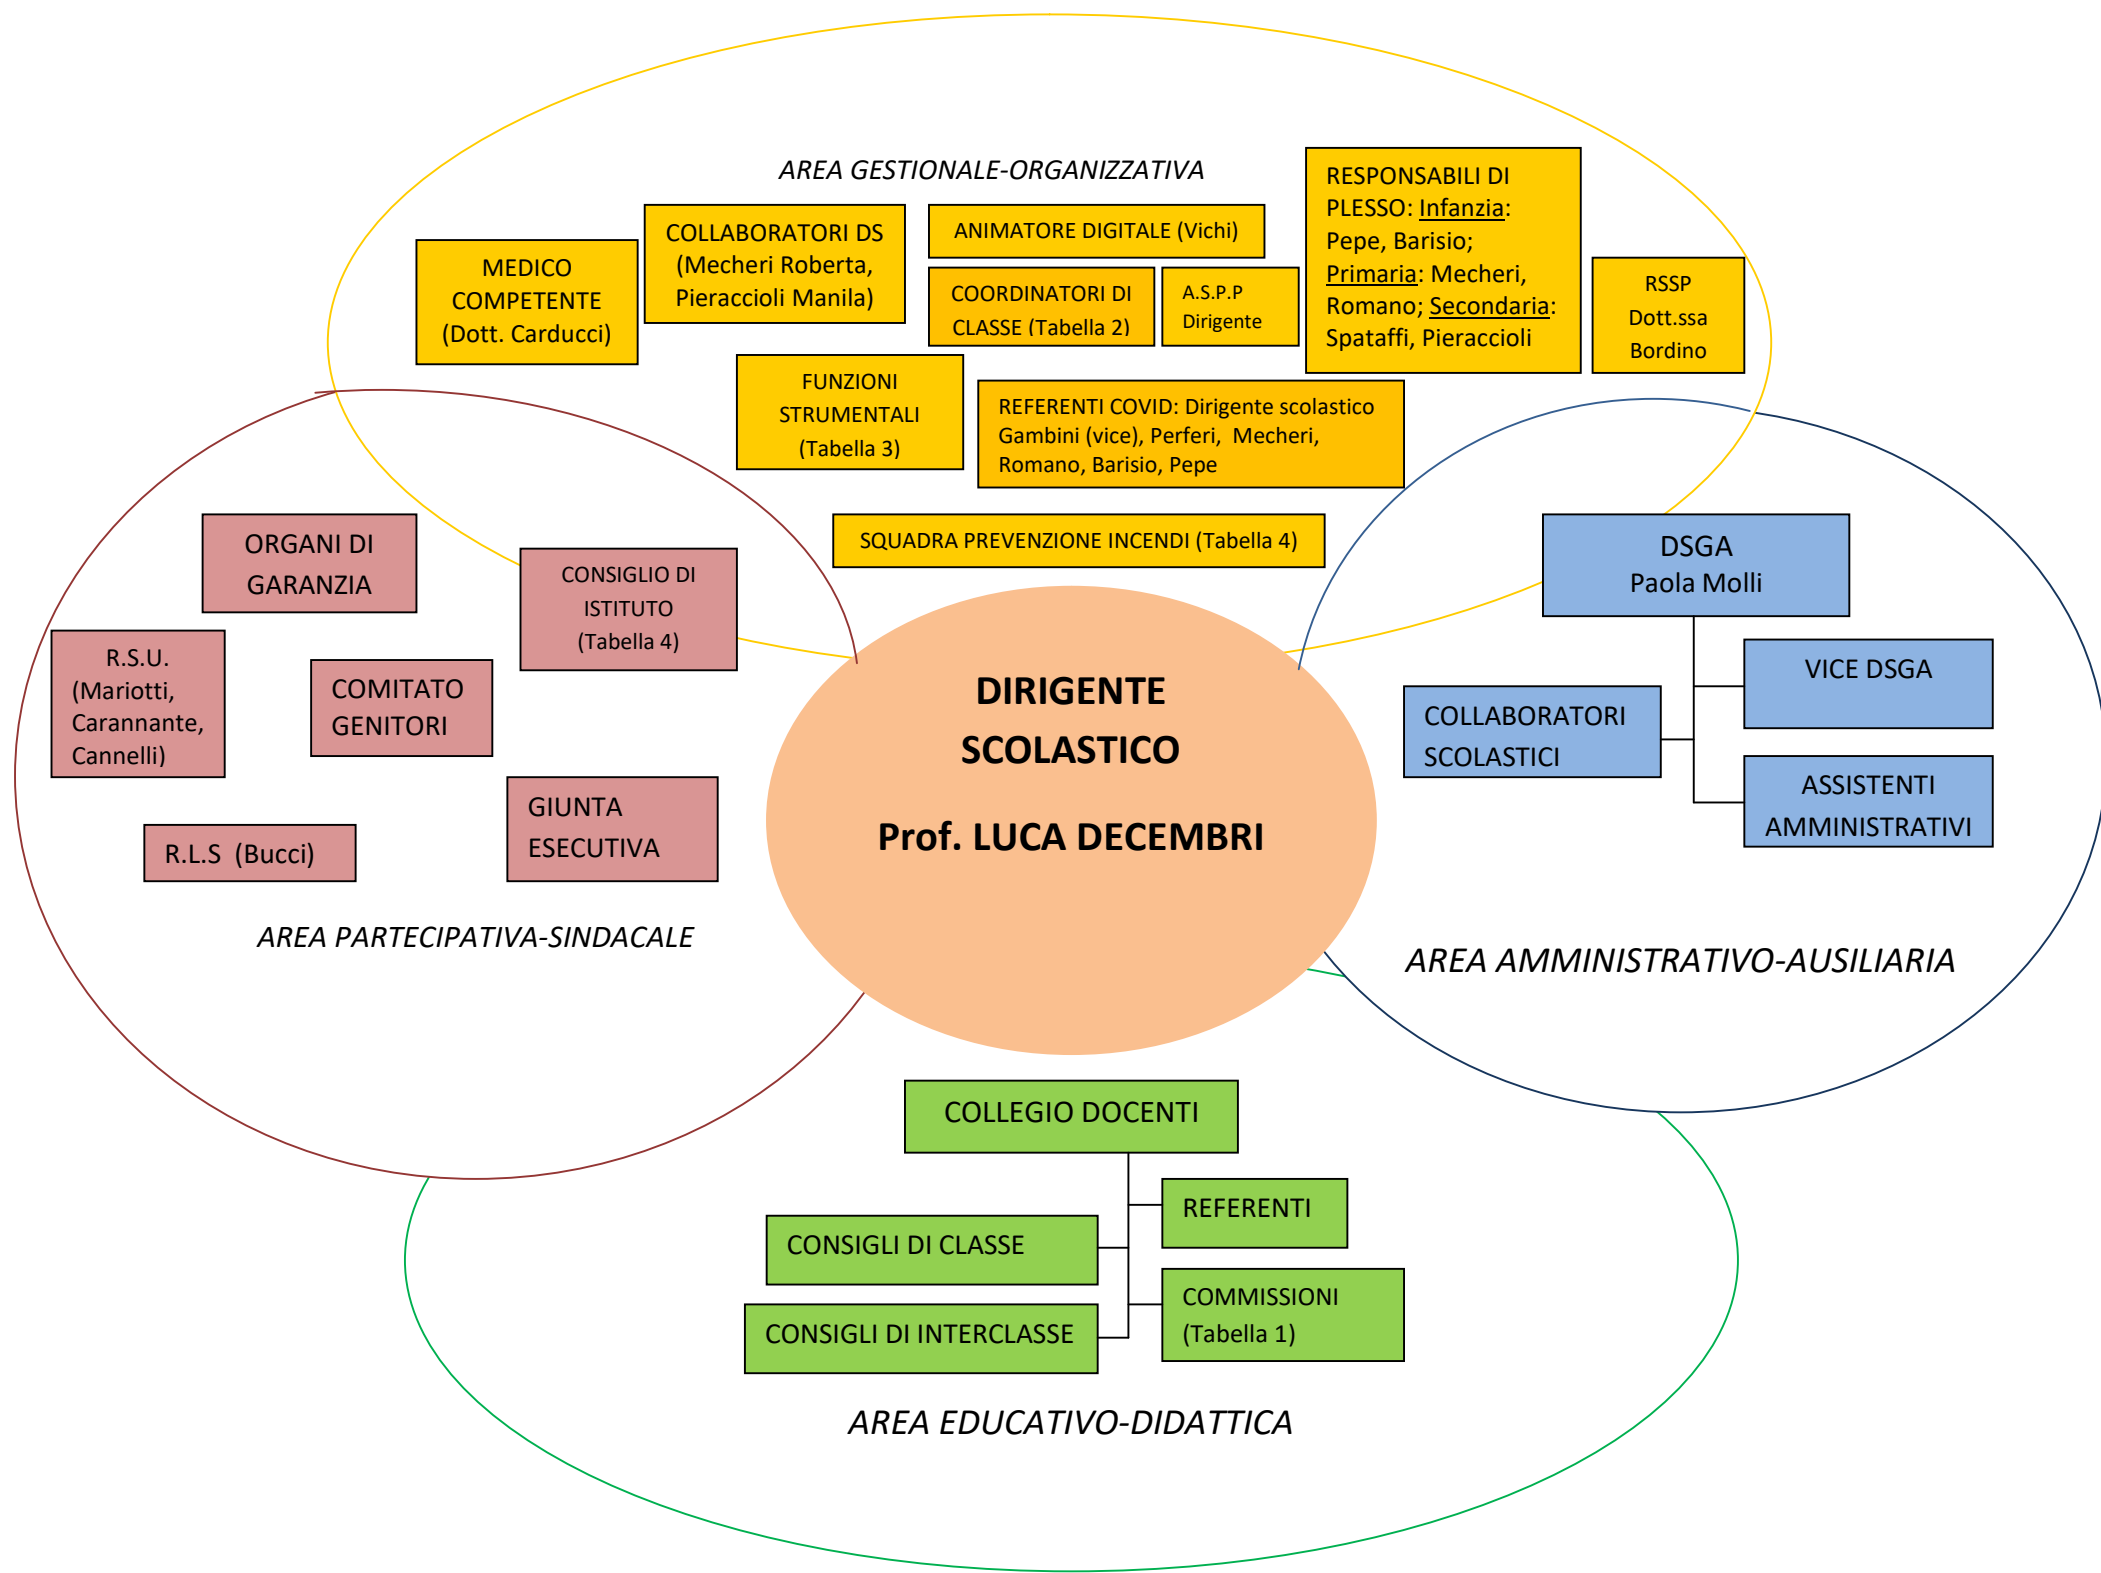 AREA GESTIONALE-ORGANIZZATIVA
MEDICO
COMPETENTE
(Dott. Carducci)
COLLABORATORI DS
(Mecheri Roberta,
Pieraccioli Manila)
ANIMATORE DIGITALE (Vichi)
COORDINATORI DI
CLASSE (Tabella 2)
A.S.P.P
Dirigente
RESPONSABILI DI
PLESSO: Infanzia:
Pepe, Barisio;
Primaria: Mecheri,
Romano; Secondaria:
Spataffi, Pieraccioli
RSSP
Dott.ssa
Bordino
FUNZIONI
STRUMENTALI
(Tabella 3)
REFERENTI COVID: Dirigente scolastico
Gambini (vice), Perferi,  Mecheri,
Romano, Barisio, Pepe
SQUADRA PREVENZIONE INCENDI (Tabella 4)
ORGANI DI
GARANZIA
CONSIGLIO DI
ISTITUTO
(Tabella 4)
R.S.U.
(Mariotti,
Carannante,
Cannelli)
COMITATO
GENITORI
GIUNTA
ESECUTIVA
R.L.S  (Bucci)
AREA PARTECIPATIVA-SINDACALE
DIRIGENTE
SCOLASTICO
Prof. LUCA DECEMBRI
DSGA
Paola Molli
VICE DSGA
COLLABORATORI
SCOLASTICI
ASSISTENTI
AMMINISTRATIVI
AREA AMMINISTRATIVO-AUSILIARIA
COLLEGIO DOCENTI
REFERENTI
CONSIGLI DI CLASSE
COMMISSIONI
(Tabella 1)
CONSIGLI DI INTERCLASSE
AREA EDUCATIVO-DIDATTICA